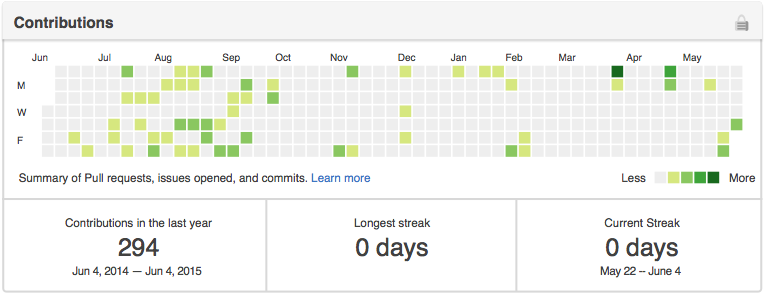 Contributions
Jun Jul Aug Sep Oct Nov Dec Jan Feb Mar Apr May
M
W
F
Summary of Pull requests, issues opened, and commits. Learn more
Less More
Contributions in the last year
294
Jun 4, 2014 — Jun 4, 2015
Longest streak
0 days
Current Streak
0 days
May 22 – June 4